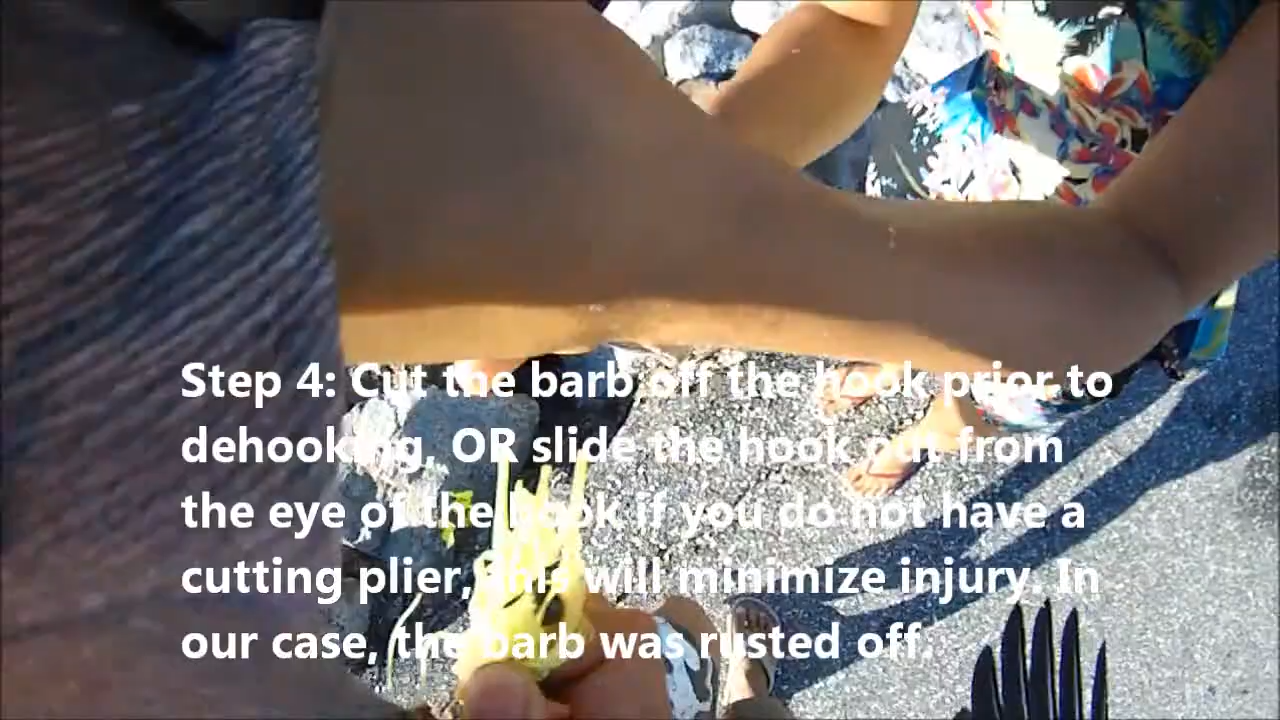 Step 4: Cut the barb off the hook prior to
dehooking, OR slide the hook out from
the eye of the hook if you do not have a
cutting plier, this will minimize injury. In
our case, the barb was rusted off.